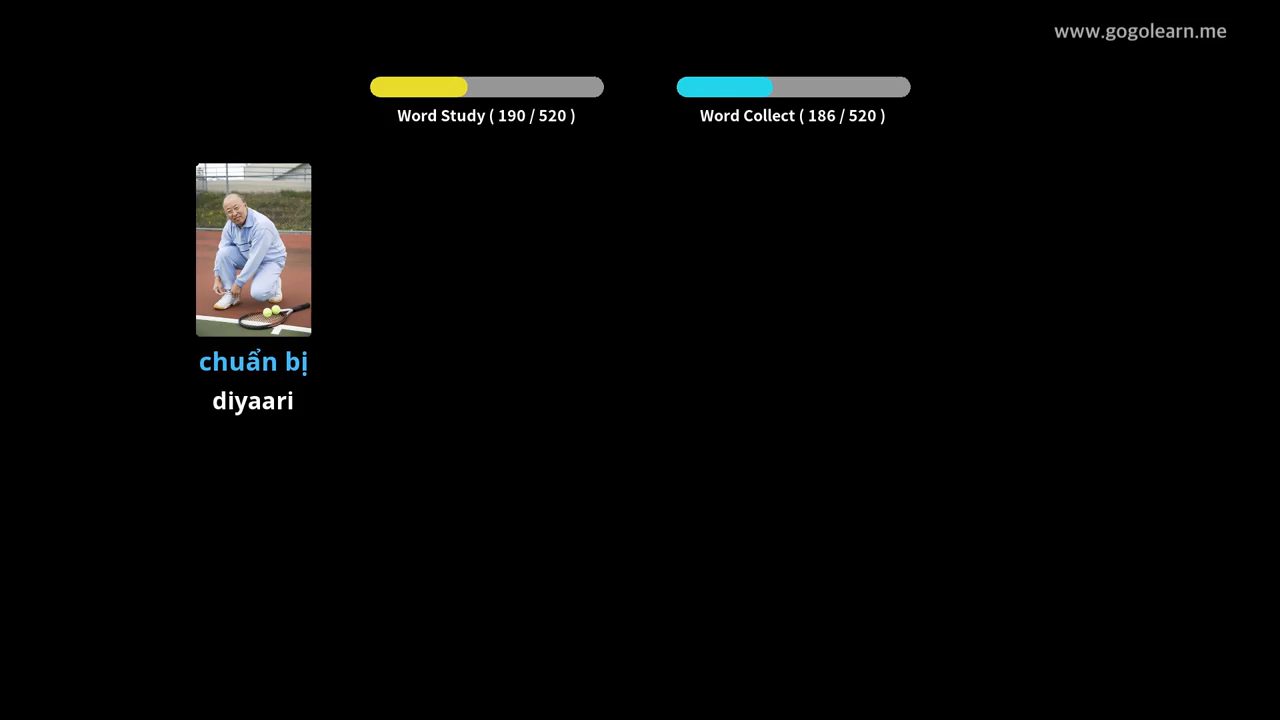 www.gogolearn.me
Word Study ( 190 / 520 )
Word Collect ( 186 / 520 )
chuẩn bị
diyaari